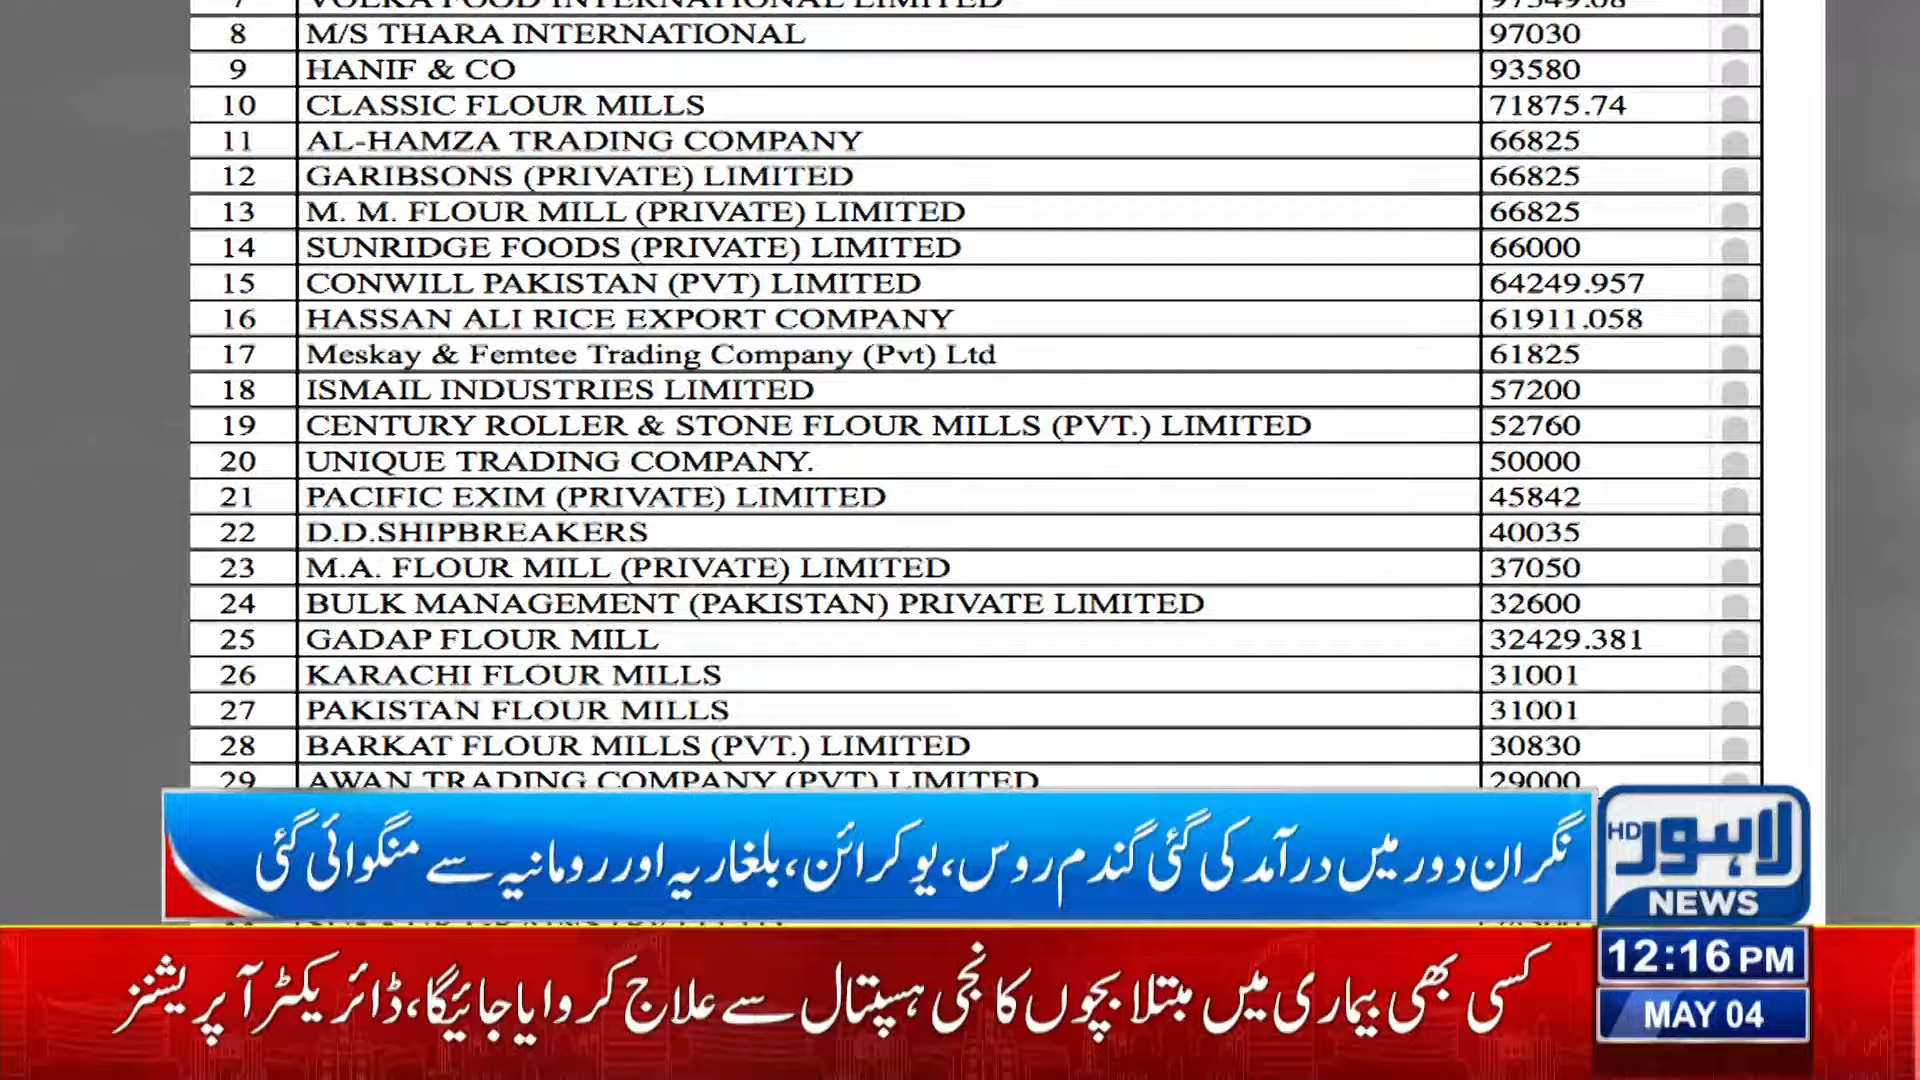 7 VOLKA FOOD INTERNATIONAL LIMITED 97549.68
8 M/S THARA INTERNATIONAL 97030
9 HANIF & CO 93580
10 CLASSIC FLOUR MILLS 71875.74
11 AL-HAMZA TRADING COMPANY 66825
12 GARIBSONS (PRIVATE) LIMITED 66825
13 M. M. FLOUR MILL (PRIVATE) LIMITED 66825
14 SUNRIDGE FOODS (PRIVATE) LIMITED 66000
15 CONWILL PAKISTAN (PVT) LIMITED 64249.957
16 HASSAN ALI RICE EXPORT COMPANY 61911.058
17 Meskay & Femtee Trading Company (Pvt) Ltd 61825
18 ISMAIL INDUSTRIES LIMITED 57200
19 CENTURY ROLLER & STONE FLOUR MILLS (PVT.) LIMITED 52760
20 UNIQUE TRADING COMPANY. 50000
21 PACIFIC EXIM (PRIVATE) LIMITED 45842
22 D.D.SHIPBREAKERS 40035
23 M.A. FLOUR MILL (PRIVATE) LIMITED 37050
24 BULK MANAGEMENT (PAKISTAN) PRIVATE LIMITED 32600
25 GADAP FLOUR MILL 32429.381
26 KARACHI FLOUR MILLS 31001
27 PAKISTAN FLOUR MILLS 31001
28 BARKAT FLOUR MILLS (PVT.) LIMITED 30830
29 AWAN TRADING COMPANY (PVT) LIMITED 29000
نگران دور میں درآمد کی گئی گندم روس، یوکرائن، بلغاریہ اور رومانیہ سے منگوائی گئی
لاہور HD
NEWS
کسی بھی بیماری میں مبتلا بچوں کا نجی ہسپتال سے علاج کروایا جائیگا، ڈائریکٹر آپریشنز
12:16 PM
MAY 04